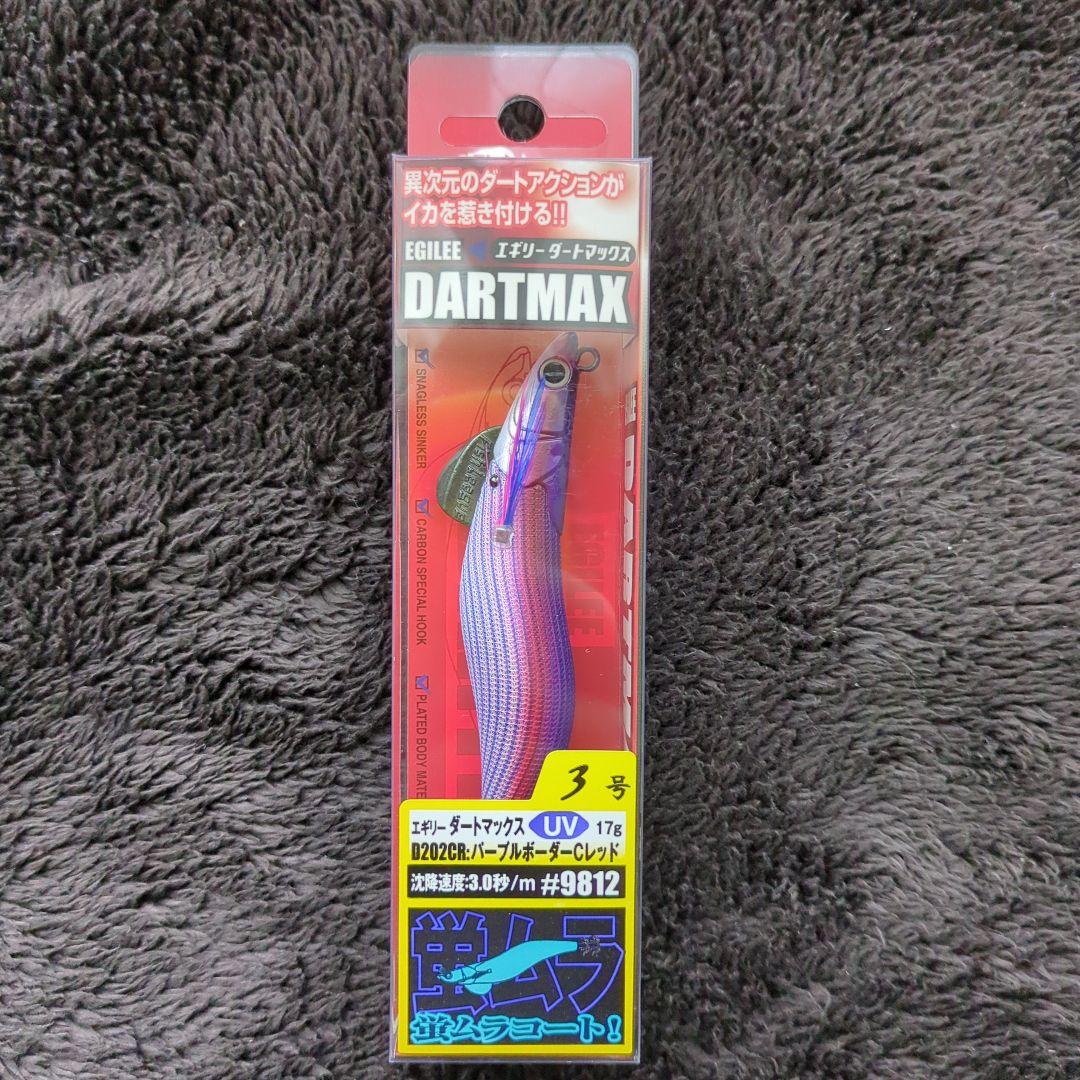 異次元のダートアクションが
イカを惹き付ける!!
EGILEE エギリーダートマックス
DARTMAX
SNAGLESS SINKER
CARBON SPECIAL HOOK
PLATED BODY MATE
EGILEE
3号
エギリー ダートマックス UV 17g
D202CR:パープルボーダーCレッド
沈降速度:3.0秒/m #9812
蛍ムラ
蛍ムラコート!